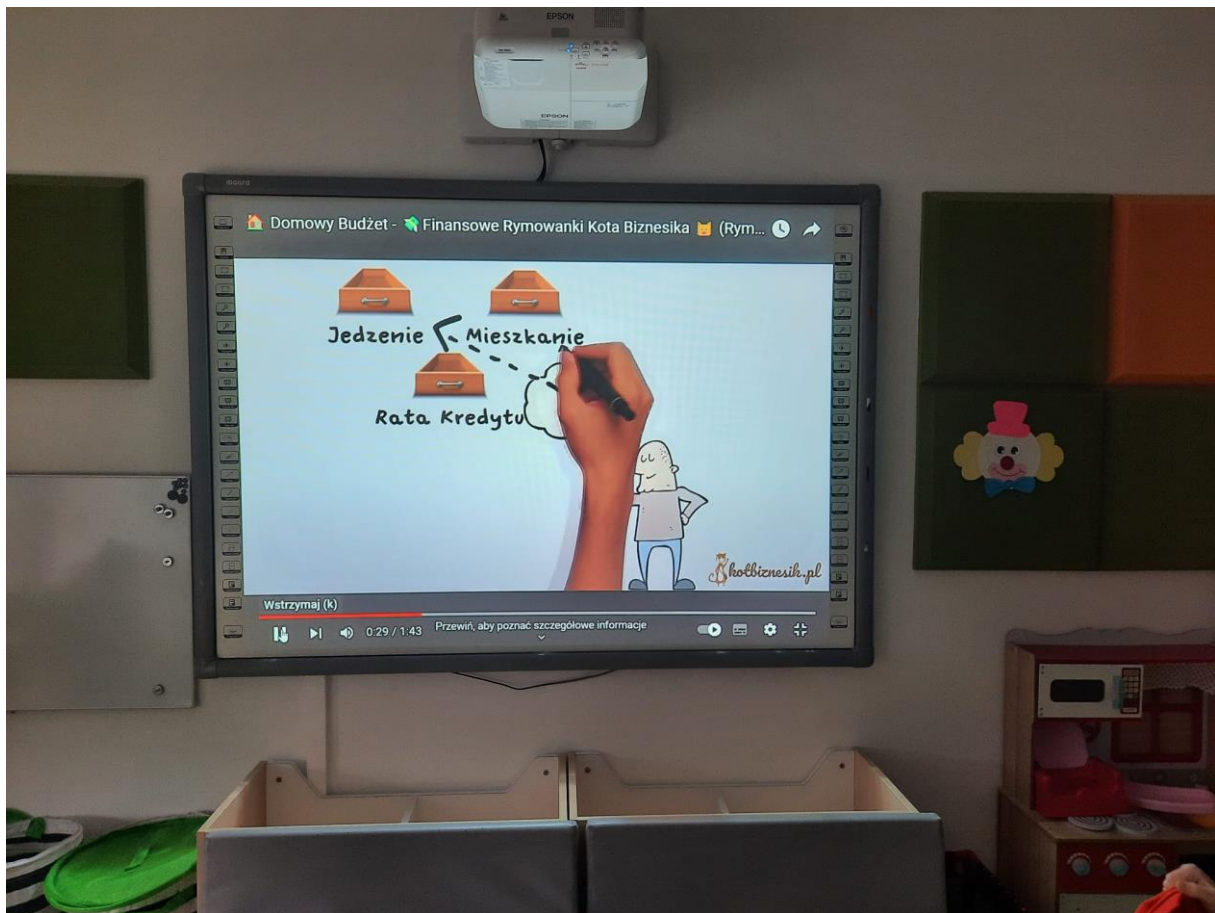 EPSON
EPSON
🏠 Domowy Budżet - 💸 Finansowe Rymowanki Kota Biznesika 🐱 (Rym...
Jedzenie
Mieszkanie
Rata Kredytu
kotbiznesik.pl
Wstrzymaj (k)
0:29 / 1:43
Przewiń, aby poznać szczegółowe informacje